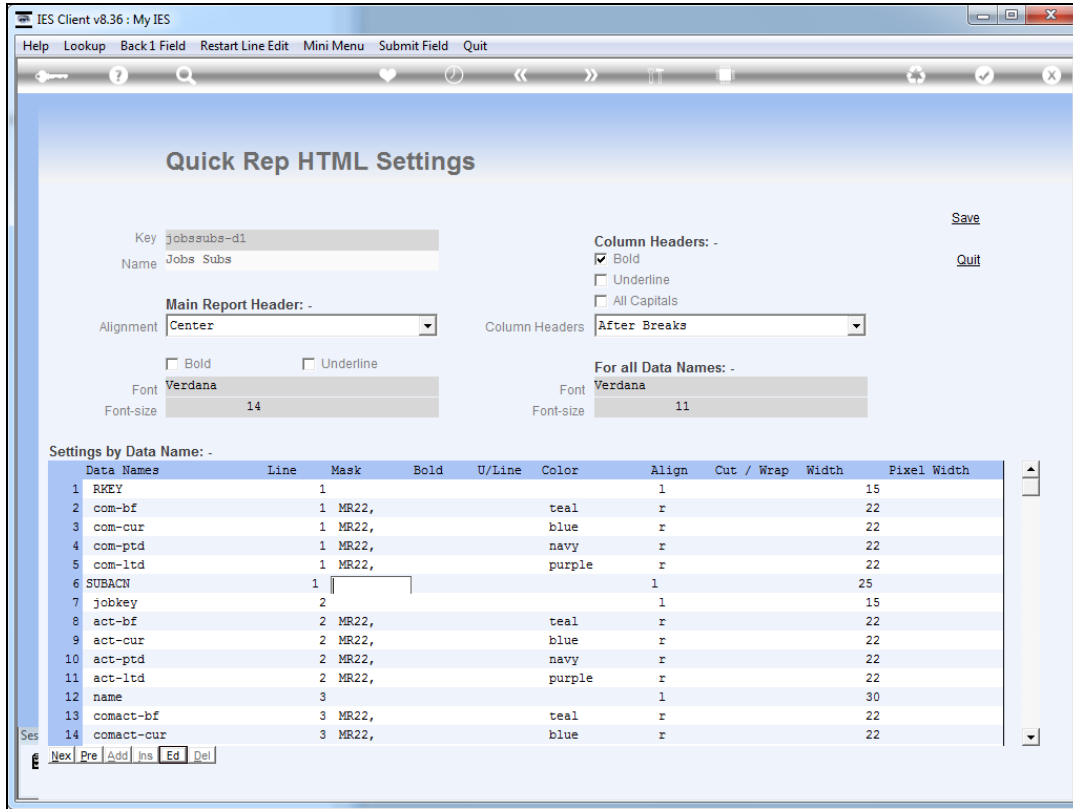 IES Client v8.36 : My IES
Help Lookup Back 1 Field Restart Line Edit Mini Menu Submit Field Quit
Quick Rep HTML Settings
Save
Key jobssubs-d1
Column Headers: -
Name Jobs Subs
Bold
Quit
Underline
Main Report Header: -
All Capitals
Alignment Center
Column Headers After Breaks
Bold Underline
For all Data Names: -
Font Verdana
Font Verdana
Font-size 14
Font-size 11
Settings by Data Name: -
Data Names Line Mask Bold U/Line Color Align Cut / Wrap Width Pixel Width
1 RKEY 1 l 15
2 com-bf 1 MR22, teal r 22
3 com-cur 1 MR22, blue r 22
4 com-ptd 1 MR22, navy r 22
5 com-ltd 1 MR22, purple r 22
6 SUBACN 1 l 25
7 jobkey 2 l 15
8 act-bf 2 MR22, teal r 22
9 act-cur 2 MR22, blue r 22
10 act-ptd 2 MR22, navy r 22
11 act-ltd 2 MR22, purple r 22
12 name 3 l 30
13 comact-bf 3 MR22, teal r 22
14 comact-cur 3 MR22, blue r 22
Ses
Nex Pre Add Ins Ed Del